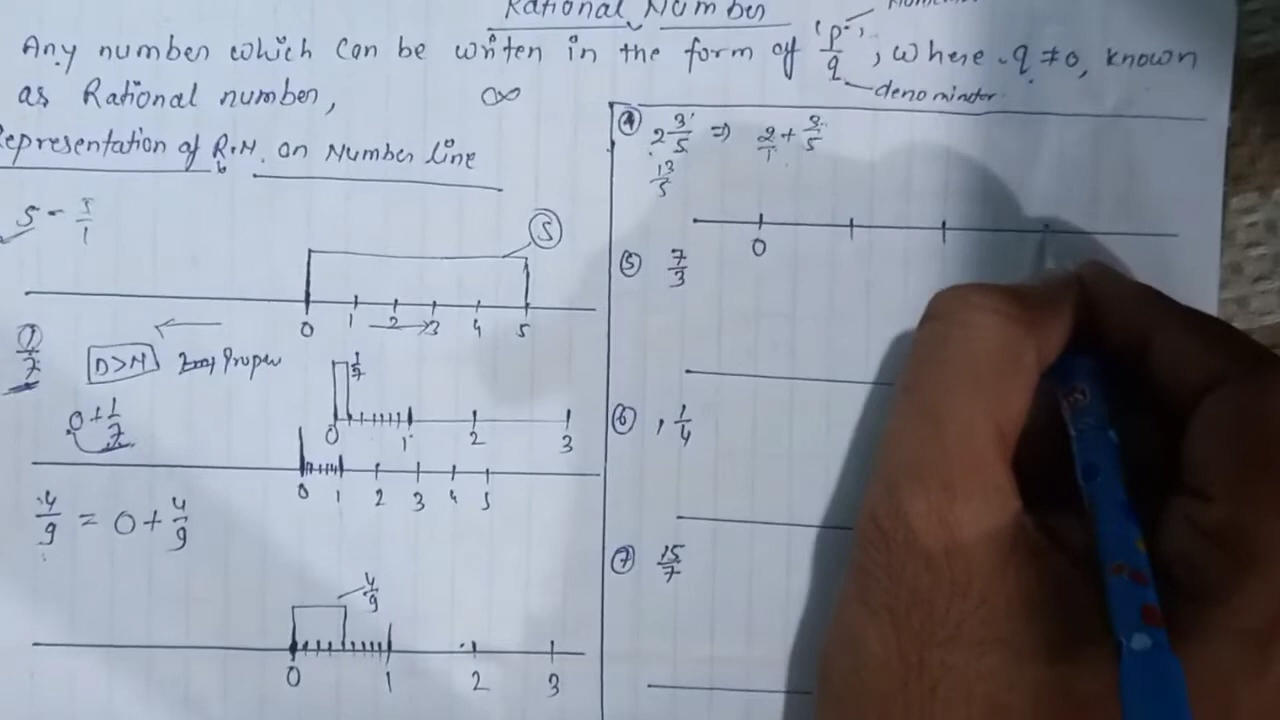 Rational Number
Any number which can be writen in the form of 'p/q', where q ≠ 0, known
denominator
as Rational number, ∞
Representation of R.N. on Number line
5 - 5/1
5
0 1 2 3 4 5
1/7
D>N Proper
0 + 1/7
1/7
0 1 2 3
0 1 2 3 4 5
4/9 = 0 + 4/9
4/9
0 1 2 3
④ 2 3/5 ⇒ 2/1 + 3/5
13/5
0
⑤ 7/3
⑥ 1 1/4
⑦ 15/7